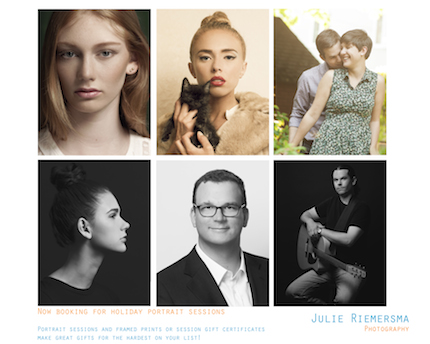 Now booking for holiday portrait sessions
Portrait sessions and framed prints or session gift certificates
make great gifts for the hardest on your list!
Julie Riemersma
Photography